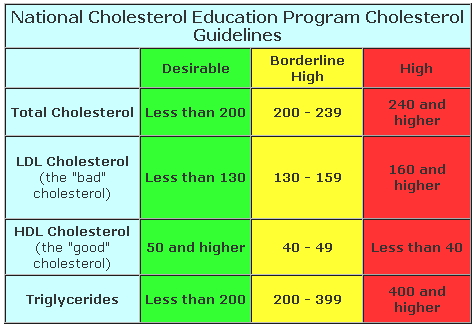 National Cholesterol Education Program Cholesterol
Guidelines
Desirable
Borderline
High
High
Total Cholesterol
Less than 200
200 - 239
240 and
higher
LDL Cholesterol
(the "bad"
cholesterol)
Less than 130
130 - 159
160 and
higher
HDL Cholesterol
(the "good"
cholesterol)
50 and higher
40 - 49
Less than 40
Triglycerides
Less than 200
200 - 399
400 and
higher